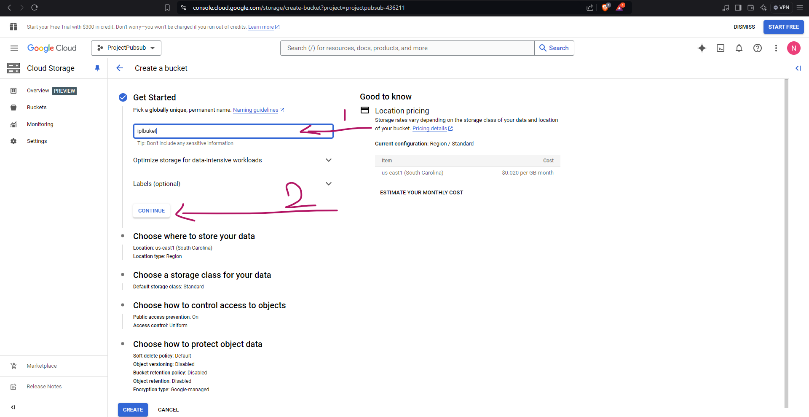 console.cloud.google.com/storage/create-bucket?project=projectpubsub-436211
VPN
Start your Free Trial with $300 in credit. Don't worry—you won't be charged if you run out of credits. Learn more
DISMISS
START FREE
Google Cloud
ProjectPubsub
Search (/) for resources, docs, products, and more
Search
N
Cloud Storage
Create a bucket
Overview PREVIEW
Buckets
Monitoring
Settings
Get Started
Pick a globally unique, permanent name. Naming guidelines
iplbuket
Tip: Don't include any sensitive information
Optimize storage for data-intensive workloads
Labels (optional)
CONTINUE
1
2
Choose where to store your data
Location: us-east1 (South Carolina)
Location type: Region
Choose a storage class for your data
Default storage class: Standard
Choose how to control access to objects
Public access prevention: On
Access control: Uniform
Choose how to protect object data
Soft delete policy: Default
Object versioning: Disabled
Bucket retention policy: Disabled
Object retention: Disabled
Encryption type: Google-managed
CREATE
CANCEL
Good to know
Location pricing
Storage rates vary depending on the storage class of your data and location
of your bucket. Pricing details
Current configuration: Region / Standard
Item
Cost
us-east1 (South Carolina)
$0.020 per GB-month
ESTIMATE YOUR MONTHLY COST
Marketplace
Release Notes